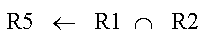 R5 ← R1 ∩ R2